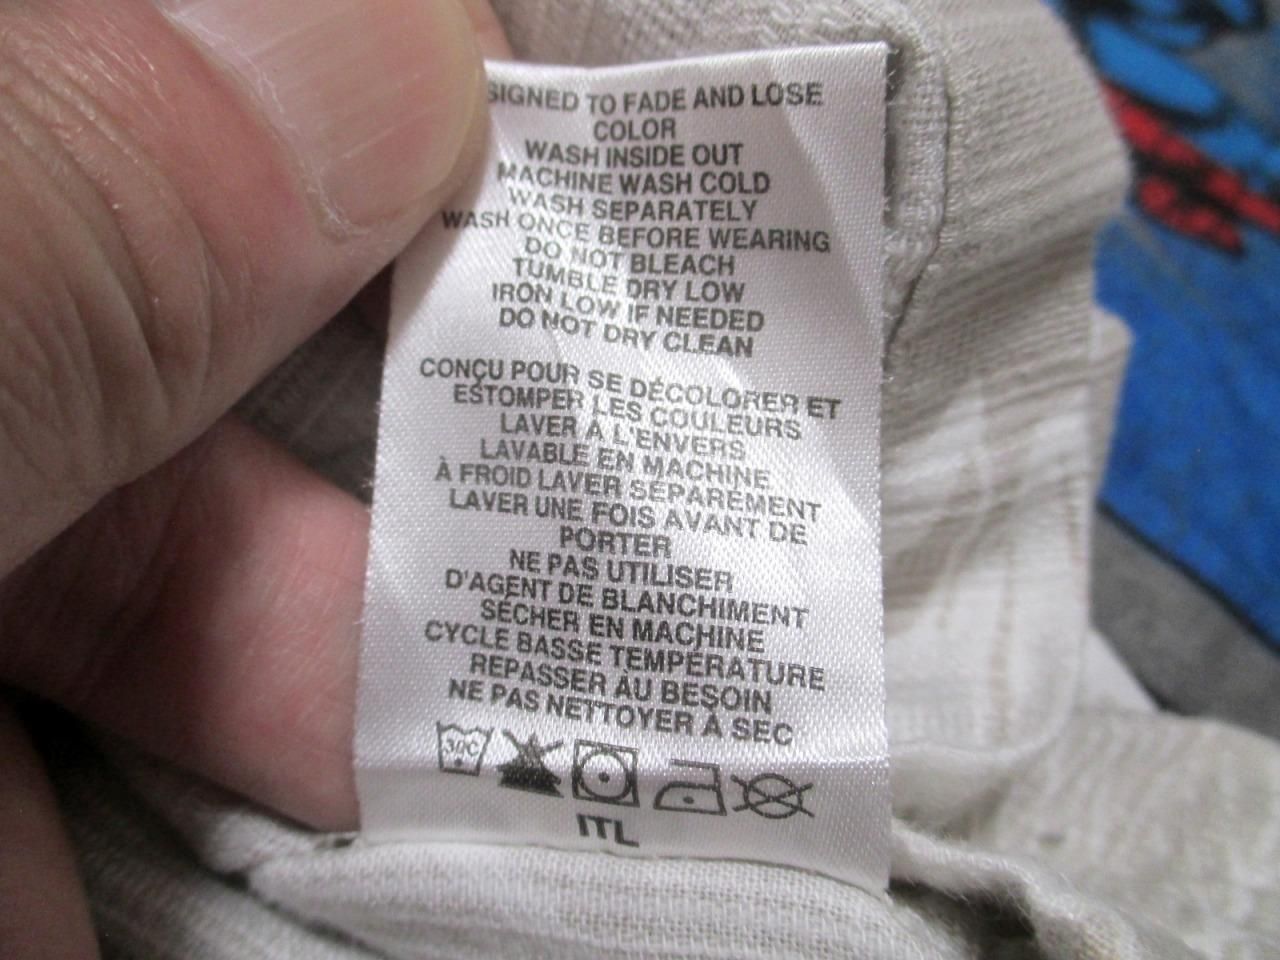 SIGNED TO FADE AND LOSE
COLOR
WASH INSIDE OUT
MACHINE WASH COLD
WASH SEPARATELY
WASH ONCE BEFORE WEARING
DO NOT BLEACH
TUMBLE DRY LOW
IRON LOW IF NEEDED
DO NOT DRY CLEAN
CONÇU POUR SE DÉCOLORER ET
ESTOMPER LES COULEURS
LAVER À L'ENVERS
LAVABLE EN MACHINE
À FROID LAVER SÉPARÉMENT
LAVER UNE FOIS AVANT DE
PORTER
NE PAS UTILISER
D'AGENT DE BLANCHIMENT
SÉCHER EN MACHINE
CYCLE BASSE TEMPÉRATURE
REPASSER AU BESOIN
NE PAS NETTOYER À SEC
30C
ITL